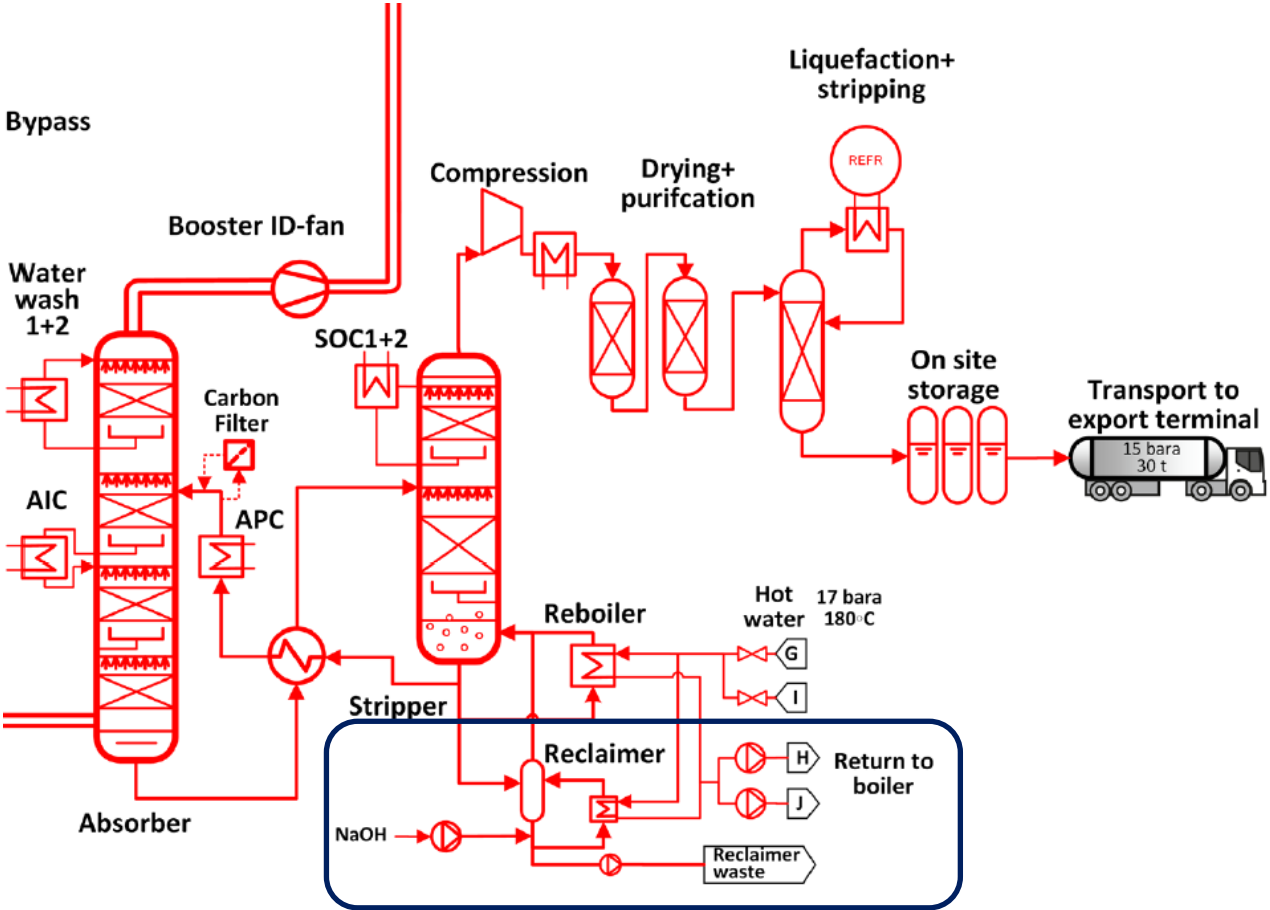 Liquefaction+
stripping
Bypass
REFR
Compression
Drying+
purifcation
Booster ID-fan
Water
wash
1+2
SOC1+2
On site
storage
Transport to
export terminal
Carbon
Filter
15 bara
30 t
AIC
APC
Hot
water
17 bara
180◦C
Reboiler
G
I
Stripper
Reclaimer
H
Return to
boiler
J
Absorber
NaOH
Reclaimer
waste